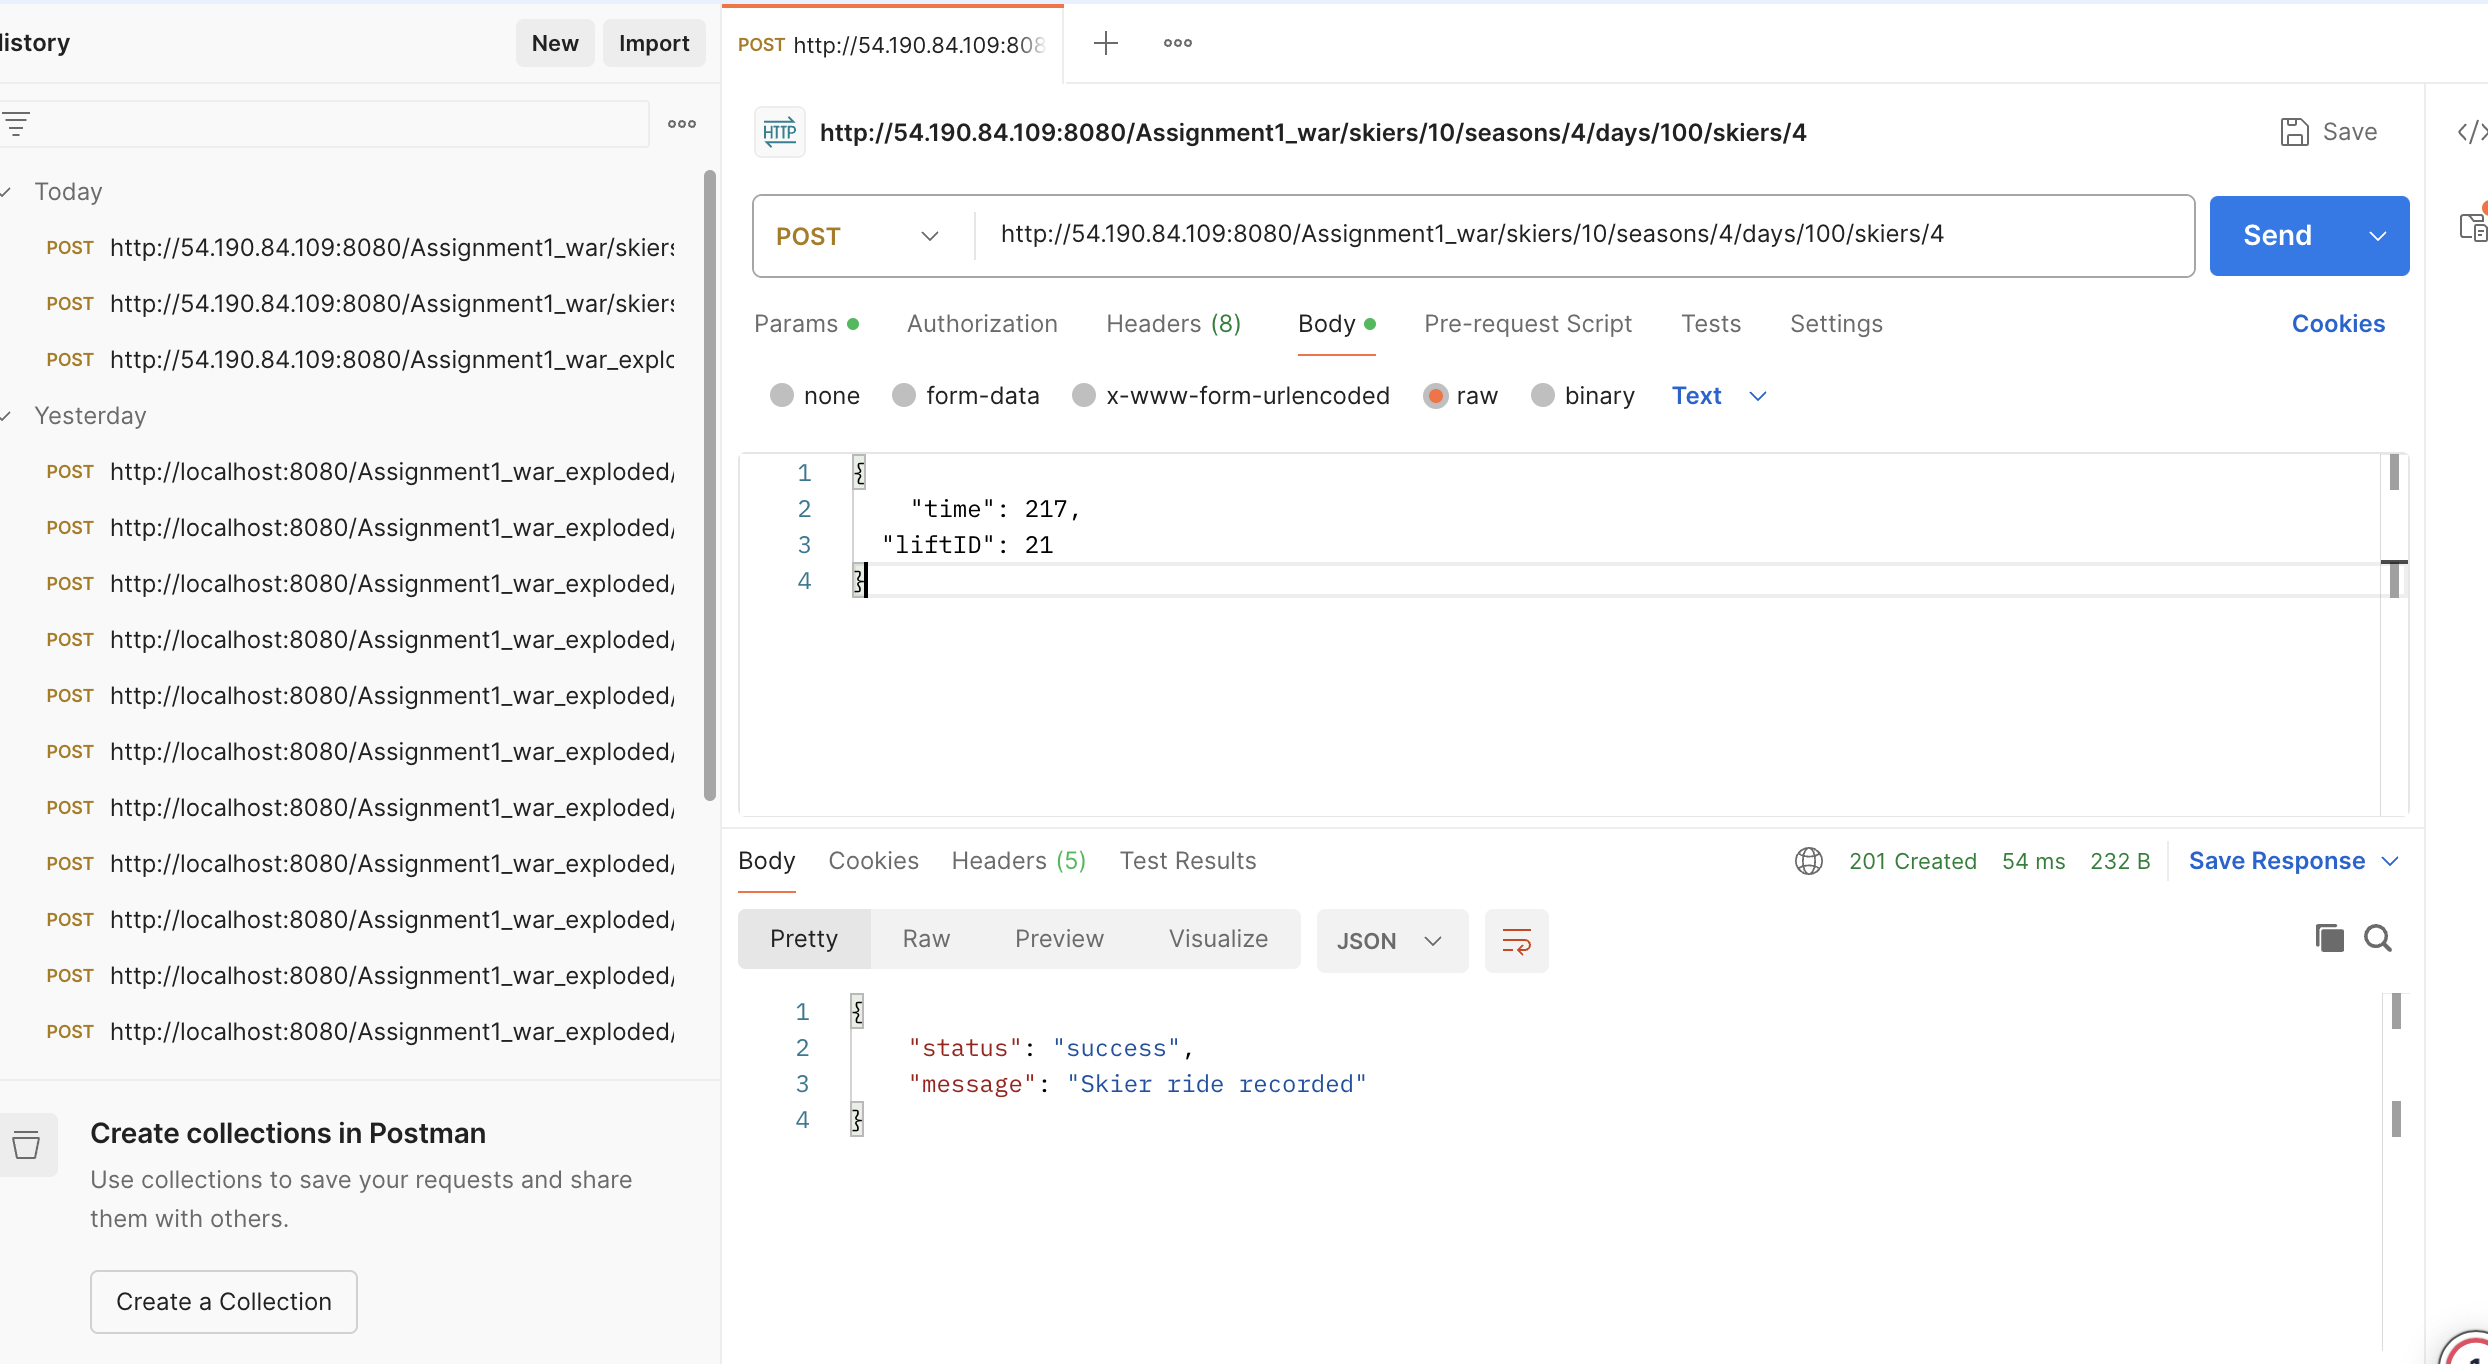 History
New
Import
Today
POST http://54.190.84.109:8080/Assignment1_war/skiers
POST http://54.190.84.109:8080/Assignment1_war/skiers
POST http://54.190.84.109:8080/Assignment1_war_explo
Yesterday
POST http://localhost:8080/Assignment1_war_exploded/
POST http://localhost:8080/Assignment1_war_exploded/
POST http://localhost:8080/Assignment1_war_exploded/
POST http://localhost:8080/Assignment1_war_exploded/
POST http://localhost:8080/Assignment1_war_exploded/
POST http://localhost:8080/Assignment1_war_exploded/
POST http://localhost:8080/Assignment1_war_exploded/
POST http://localhost:8080/Assignment1_war_exploded/
POST http://localhost:8080/Assignment1_war_exploded/
POST http://localhost:8080/Assignment1_war_exploded/
POST http://localhost:8080/Assignment1_war_exploded/
Create collections in Postman
Use collections to save your requests and share
them with others.
Create a Collection
POST http://54.190.84.109:808
HTTP http://54.190.84.109:8080/Assignment1_war/skiers/10/seasons/4/days/100/skiers/4
Save
POST http://54.190.84.109:8080/Assignment1_war/skiers/10/seasons/4/days/100/skiers/4
Send
Params Authorization Headers (8) Body Pre-request Script Tests Settings Cookies
none form-data x-www-form-urlencoded raw binary Text
1 {
2 "time": 217,
3 "liftID": 21
4 }
Body Cookies Headers (5) Test Results 201 Created 54 ms 232 B Save Response
Pretty Raw Preview Visualize JSON
1 {
2 "status": "success",
3 "message": "Skier ride recorded"
4 }